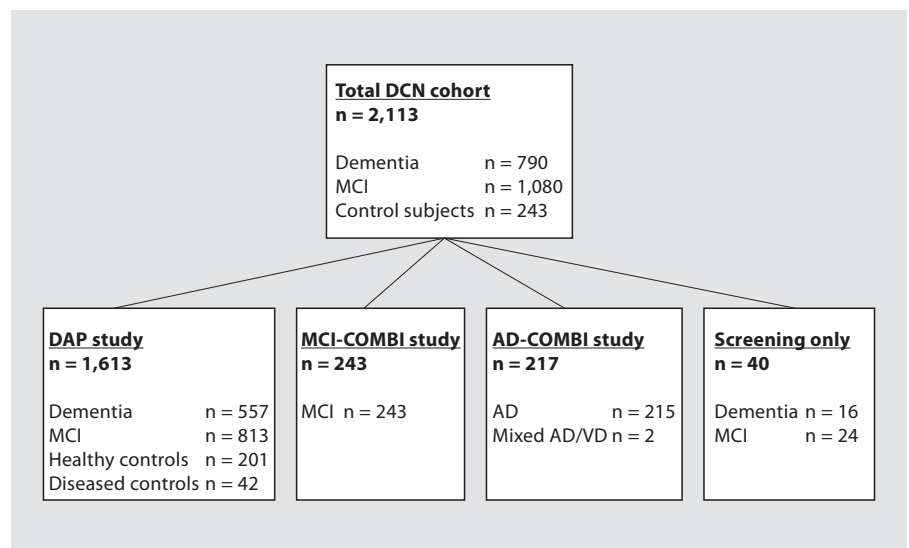 Total DCN cohort
n = 2,113
Dementia n = 790
MCI n = 1,080
Control subjects n = 243
DAP study
n = 1,613
Dementia n = 557
MCI n = 813
Healthy controls n = 201
Diseased controls n = 42
MCI-COMBI study
n = 243
MCI n = 243
AD-COMBI study
n = 217
AD n = 215
Mixed AD/VD n = 2
Screening only
n = 40
Dementia n = 16
MCI n = 24